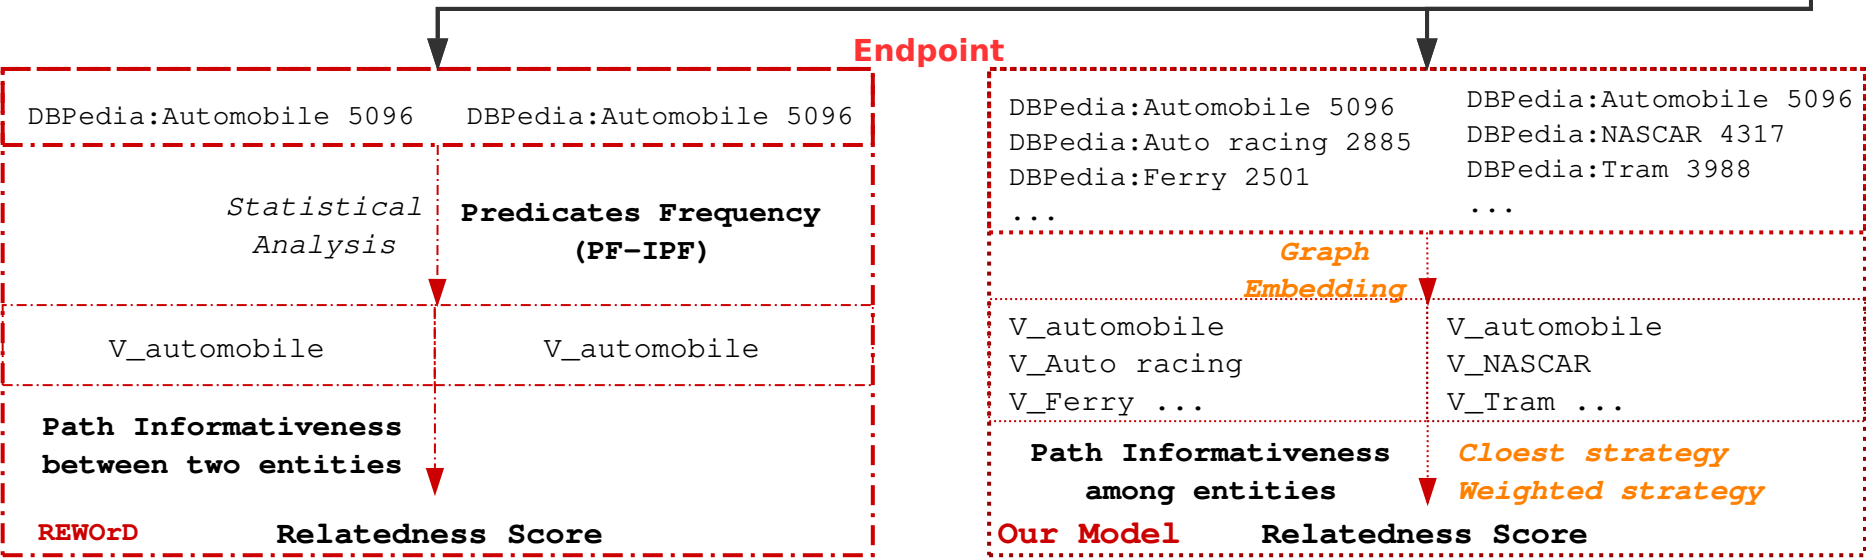 Endpoint
DBPedia:Automobile 5096 DBPedia:Automobile 5096
Statistical
Analysis
Predicates Frequency
(PF-IPF)
V_automobile V_automobile
Path Informativeness
between two entities
REWOrD Relatedness Score
DBPedia:Automobile 5096
DBPedia:Auto racing 2885
DBPedia:Ferry 2501
...
DBPedia:Automobile 5096
DBPedia:NASCAR 4317
DBPedia:Tram 3988
...
Graph
Embedding
V_automobile
V_Auto racing
V_Ferry ...
V_automobile
V_NASCAR
V_Tram ...
Path Informativeness
among entities
Cloest strategy
Weighted strategy
Our Model Relatedness Score